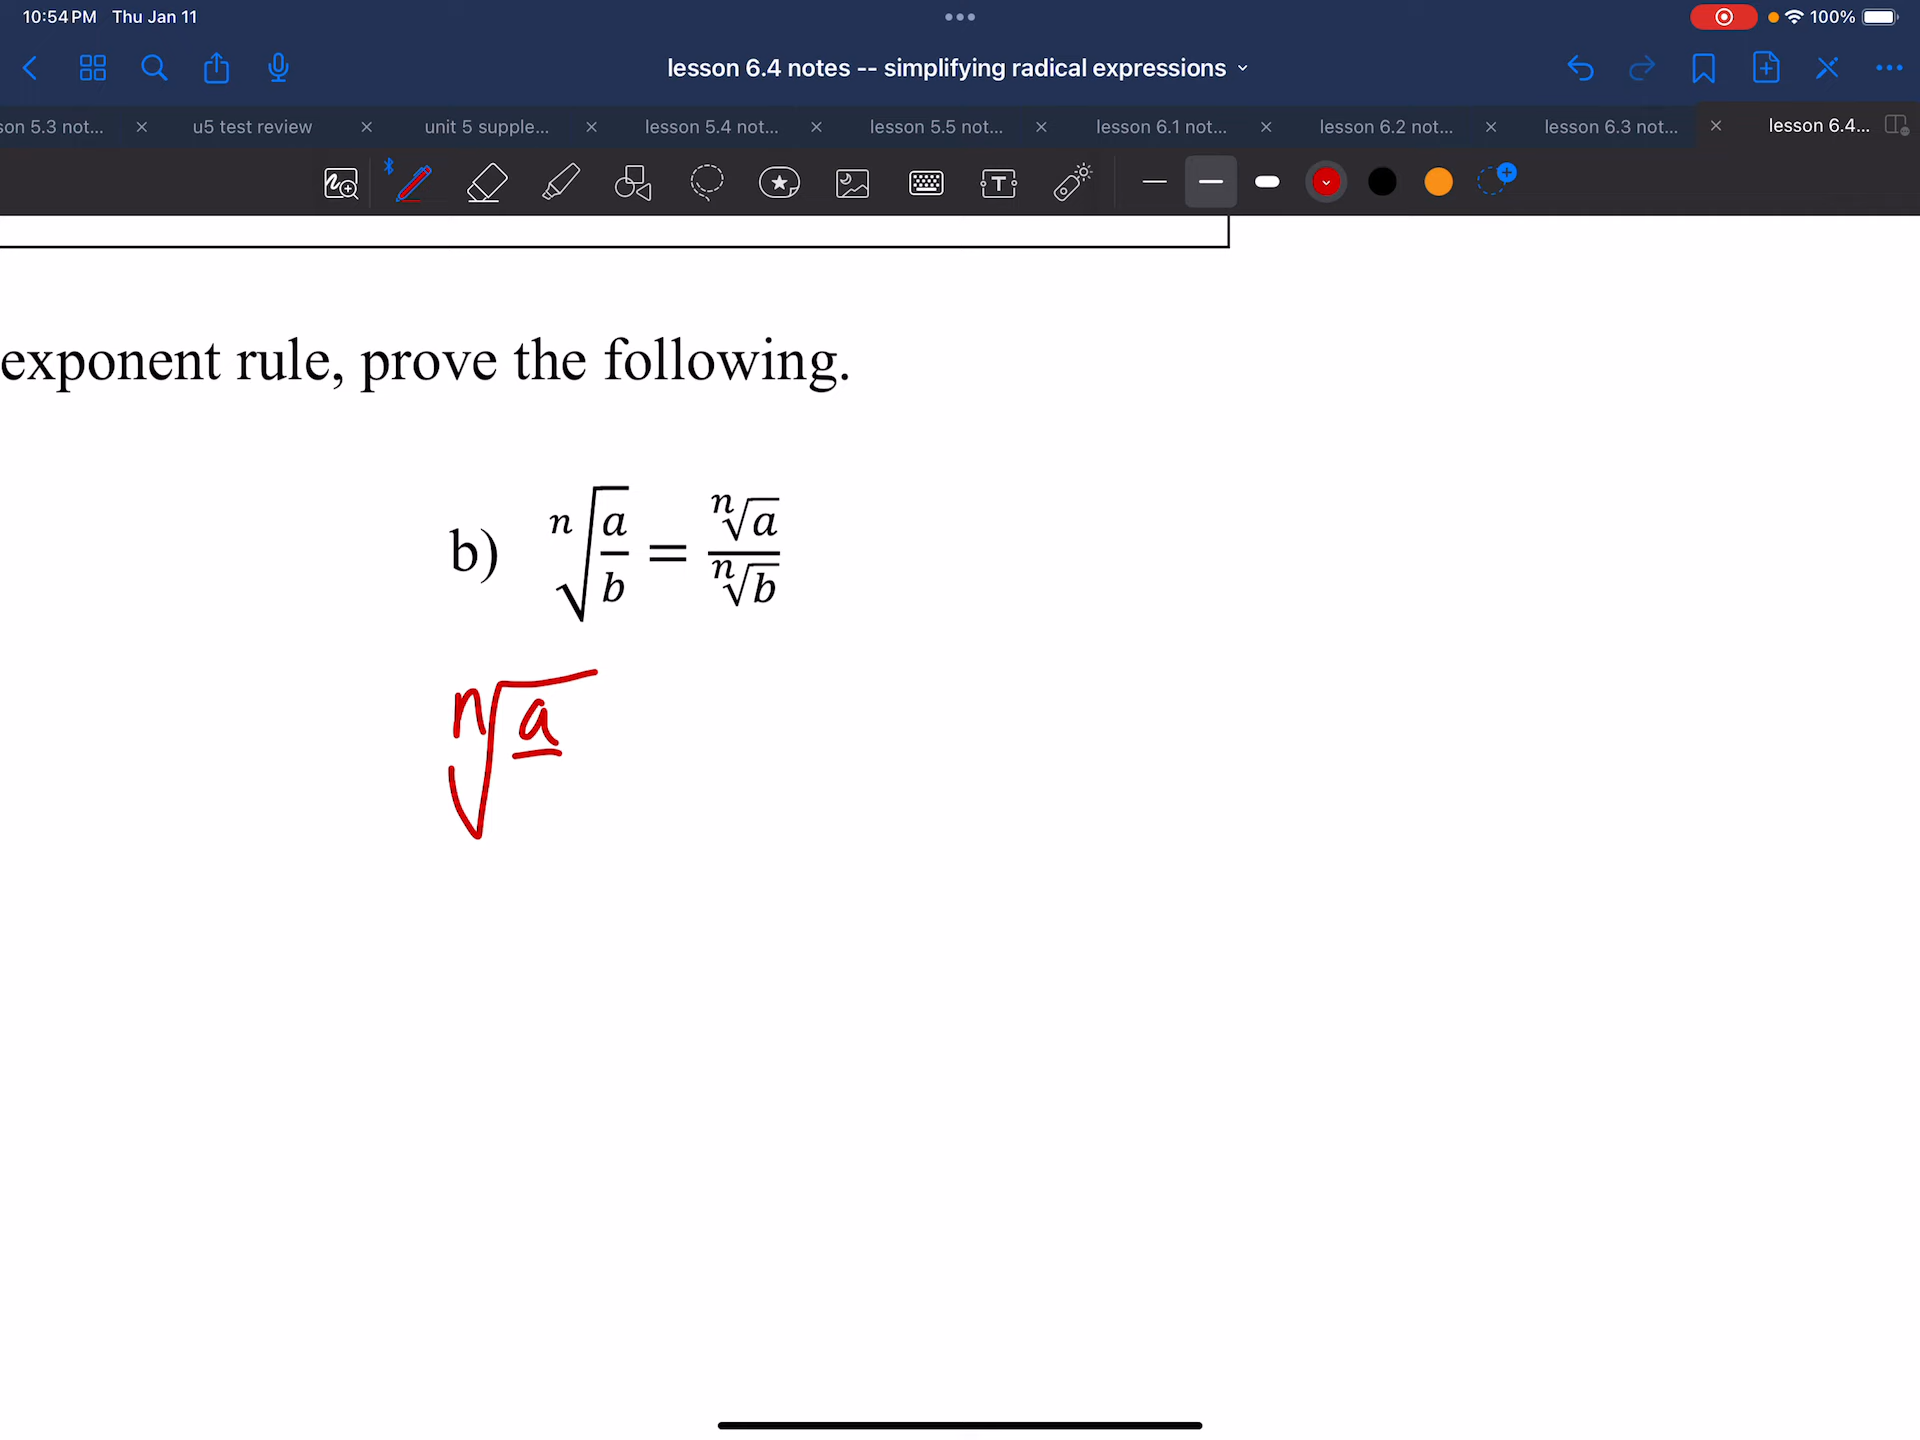 10:54 PM Thu Jan 11 100%
lesson 6.4 notes -- simplifying radical expressions
son 5.3 not... u5 test review unit 5 supple... lesson 5.4 not... lesson 5.5 not... lesson 6.1 not... lesson 6.2 not... lesson 6.3 not... lesson 6.4...
exponent rule, prove the following.
b) ⁿ√(a/b) = ⁿ√a / ⁿ√b
ⁿ√a